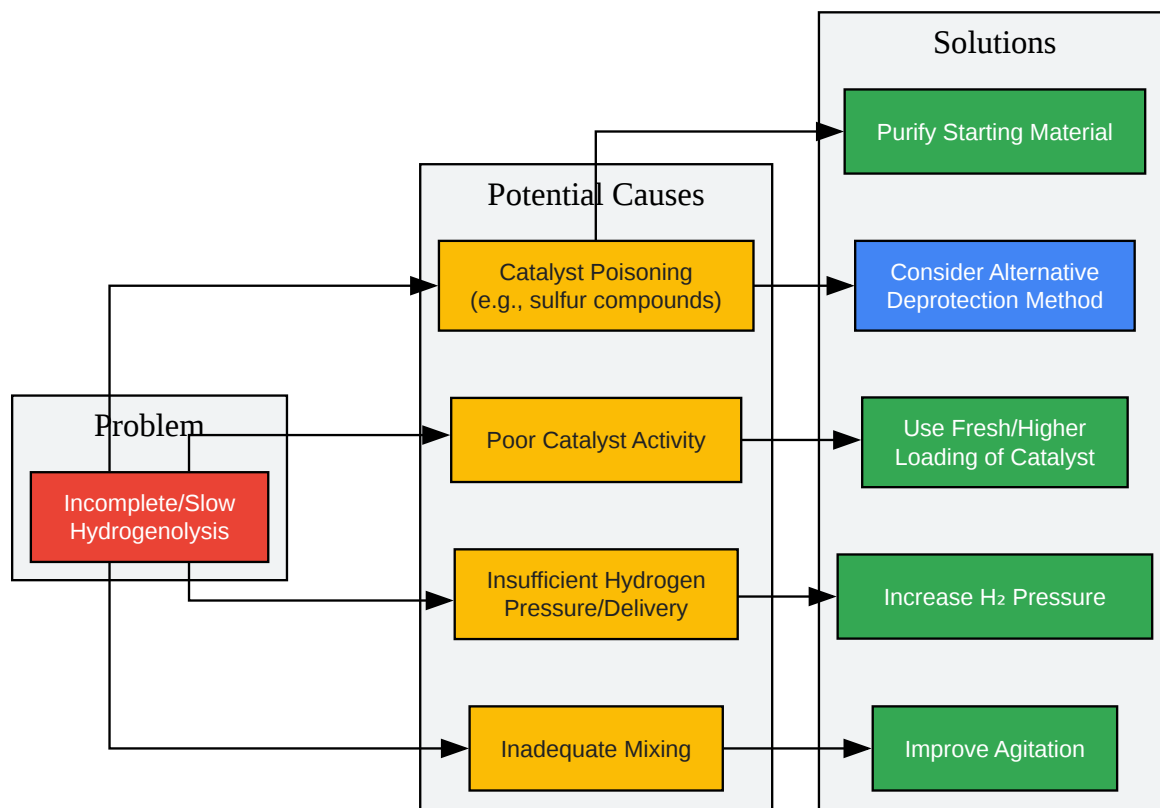 Solutions
Purify Starting Material
Potential Causes
Catalyst Poisoning
(e.g., sulfur compounds)
Consider Alternative
Deprotection Method
Problem
Poor Catalyst Activity
Use Fresh/Higher
Loading of Catalyst
Incomplete/Slow
Hydrogenolysis
Insufficient Hydrogen
Pressure/Delivery
Increase H₂ Pressure
Inadequate Mixing
Improve Agitation